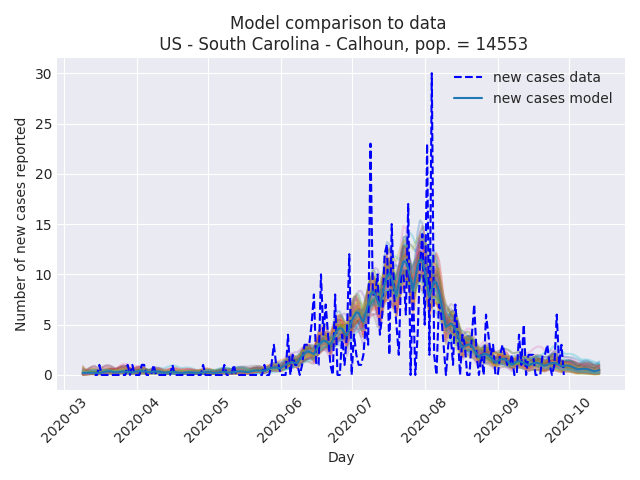 Model comparison to data
US - South Carolina - Calhoun, pop. = 14553
new cases data
new cases model
Number of new cases reported
30
25
20
15
10
5
0
2020-03
2020-04
2020-05
2020-06
2020-07
2020-08
2020-09
2020-10
Day